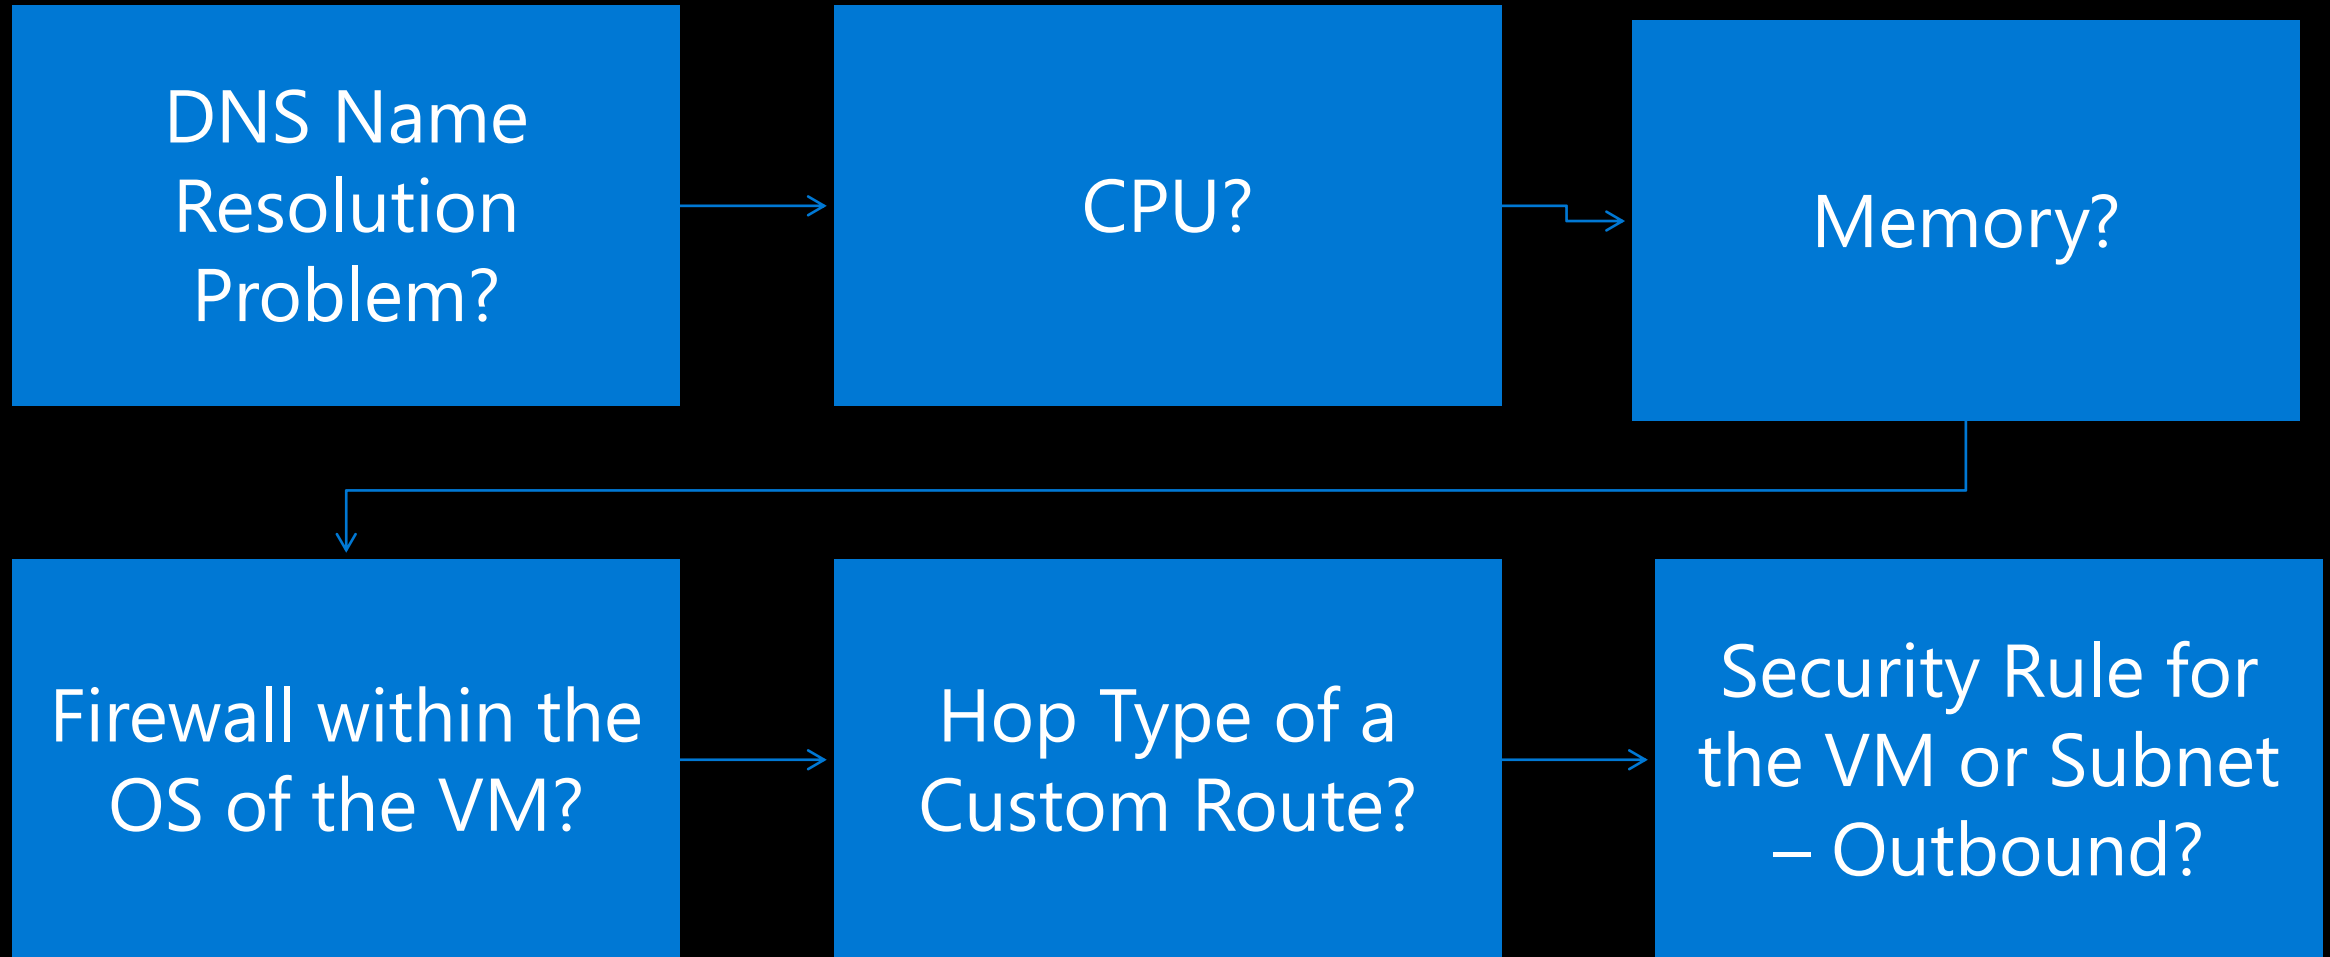 DNS Name
Resolution
Problem?
CPU?
Memory?
Firewall within the
OS of the VM?
Hop Type of a
Custom Route?
Security Rule for
the VM or Subnet
– Outbound?